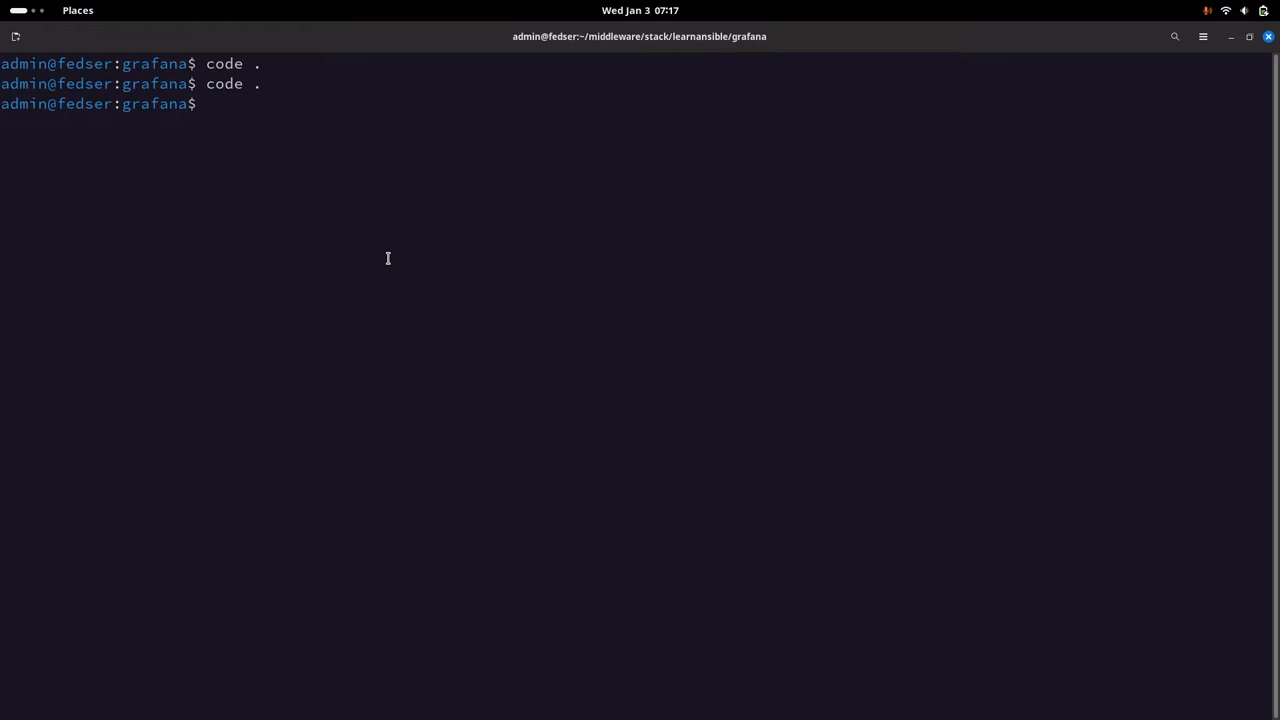 Places
Wed Jan 3 07:17
admin@fedser:~/middleware/stack/learnansible/grafana
admin@fedser:grafana$ code .
admin@fedser:grafana$ code .
admin@fedser:grafana$